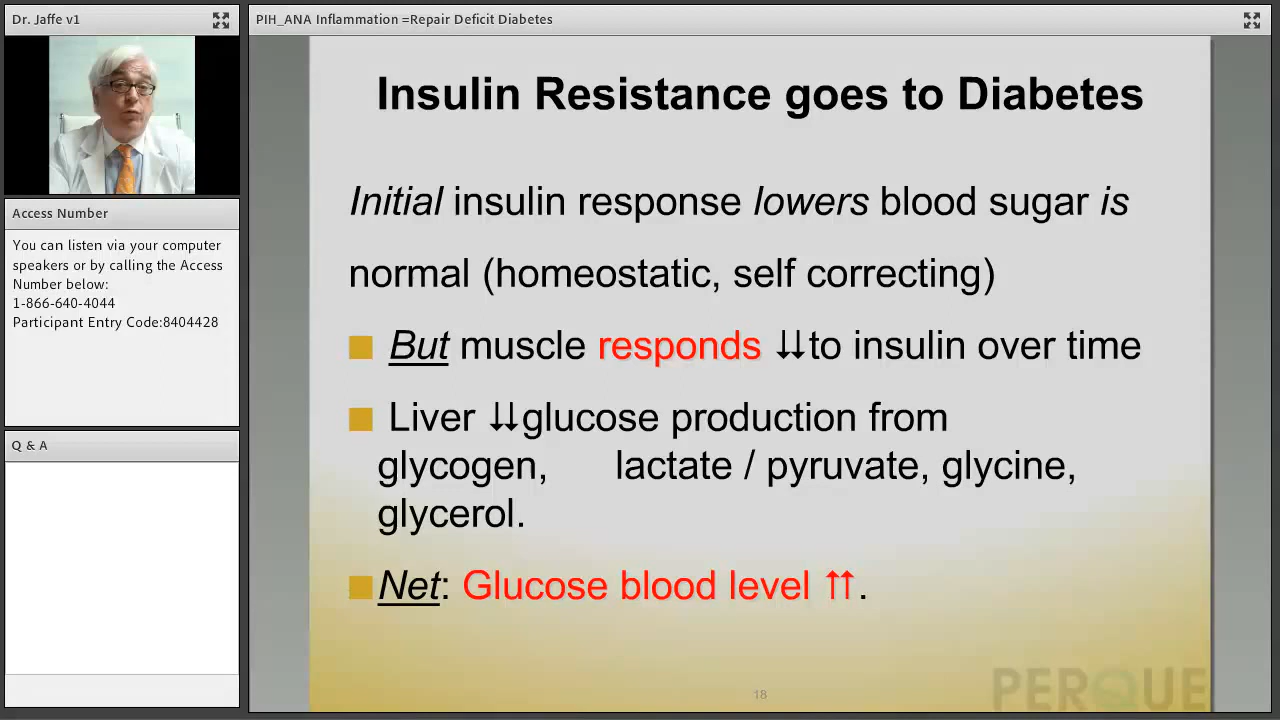 Dr. Jaffe v1
PIH_ANA Inflammation =Repair Deficit Diabetes
Access Number
You can listen via your computer
speakers or by calling the Access
Number below:
1-866-640-4044
Participant Entry Code:8404428
Q & A
Insulin Resistance goes to Diabetes
Initial insulin response lowers blood sugar is
normal (homeostatic, self correcting)
But muscle responds ↓↓to insulin over time
Liver ↓↓glucose production from
glycogen, lactate / pyruvate, glycine,
glycerol.
Net: Glucose blood level ↑↑.
18
PERQUE